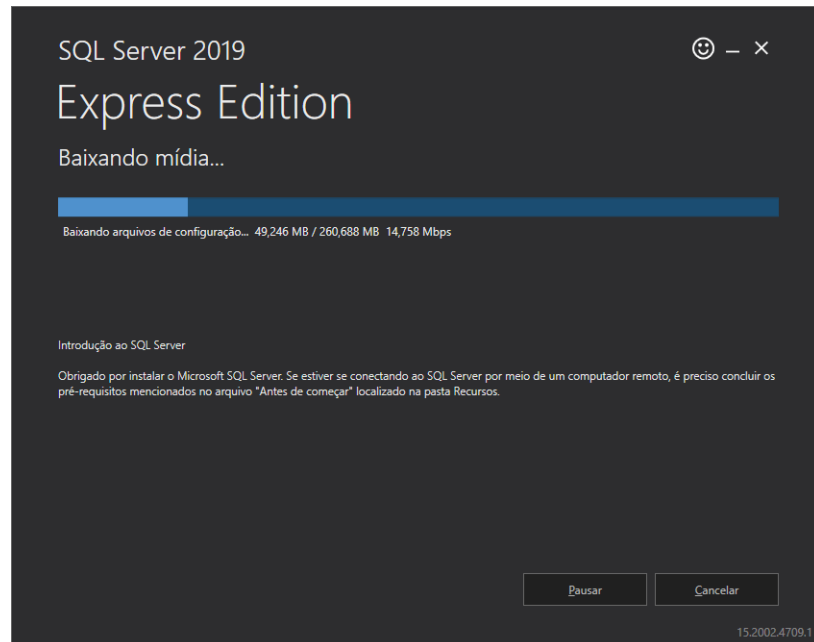 SQL Server 2019
Express Edition
Baixando mídia...
Baixando arquivos de configuração... 49,246 MB / 260,688 MB 14,758 Mbps
Introdução ao SQL Server
Obrigado por instalar o Microsoft SQL Server. Se estiver se conectando ao SQL Server por meio de um computador remoto, é preciso concluir os
pré-requisitos mencionados no arquivo "Antes de começar" localizado na pasta Recursos.
Pausar
Cancelar
15.2002.4709.1